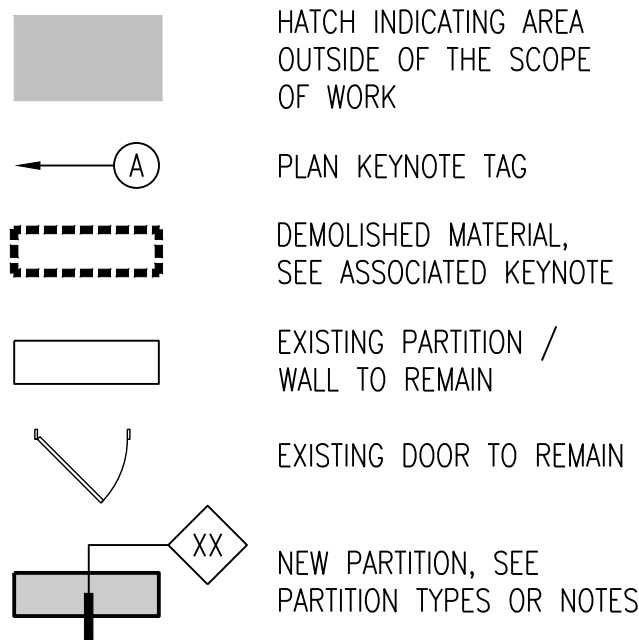 HATCH INDICATING AREA
OUTSIDE OF THE SCOPE
OF WORK
A
PLAN KEYNOTE TAG
DEMOLISHED MATERIAL,
SEE ASSOCIATED KEYNOTE
EXISTING PARTITION /
WALL TO REMAIN
EXISTING DOOR TO REMAIN
XX
NEW PARTITION, SEE
PARTITION TYPES OR NOTES